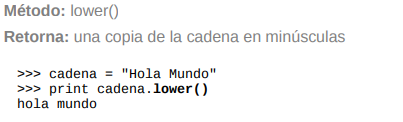 Método: lower()
Retorna: una copia de la cadena en minúsculas
>>> cadena = "Hola Mundo"
>>> print cadena.lower()
hola mundo